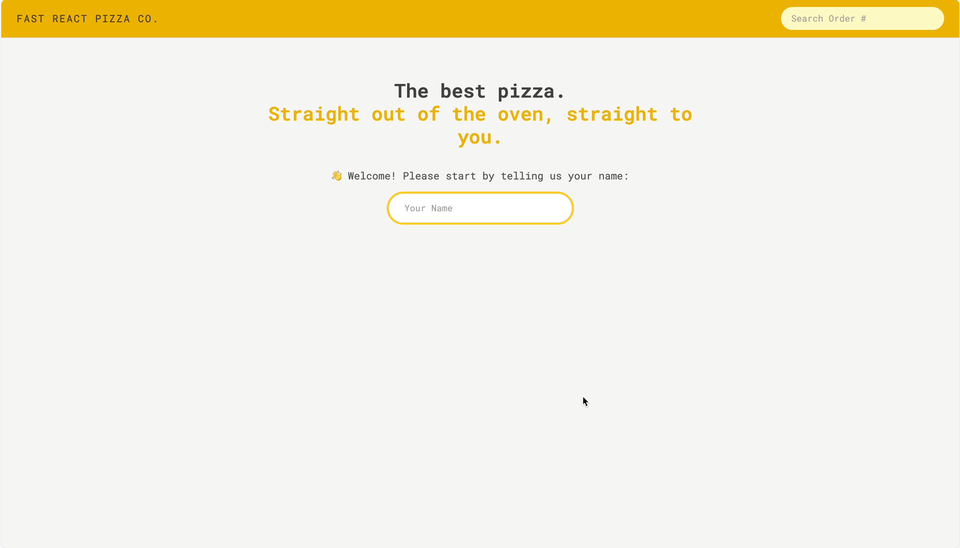 FAST REACT PIZZA CO.
Search Order #
The best pizza.
Straight out of the oven, straight to
you.
👋 Welcome! Please start by telling us your name:
Your Name